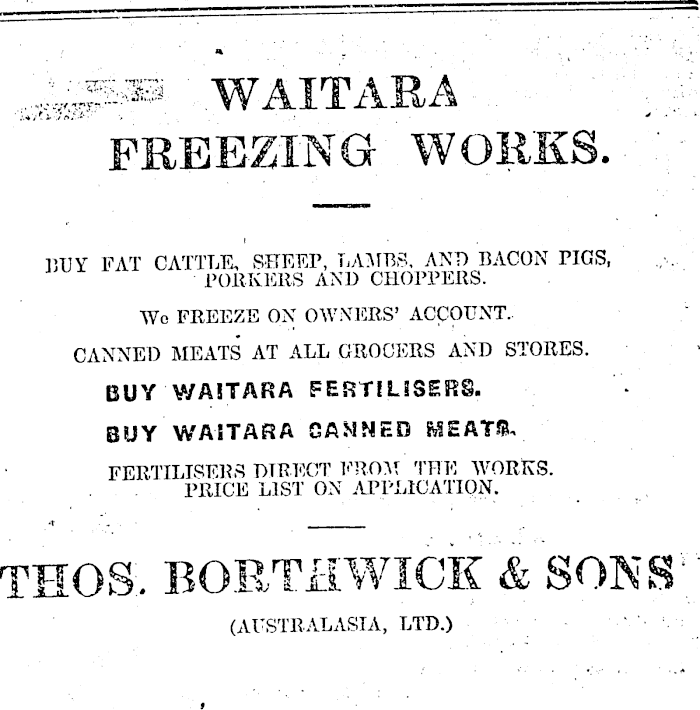 WAITARA
FREEZING WORKS.
BUY FAT CATTLE, SHEEP, LAMBS, AND BACON PIGS,
PORKERS AND CHOPPERS.
We FREEZE ON OWNERS' ACCOUNT.
CANNED MEATS AT ALL GROCERS AND STORES.
BUY WAITARA FERTILISERS.
BUY WAITARA CANNED MEATS.
FERTILISERS DIRECT FROM THE WORKS.
PRICE LIST ON APPLICATION.
THOS. BORTHWICK & SONS
(AUSTRALASIA, LTD.)